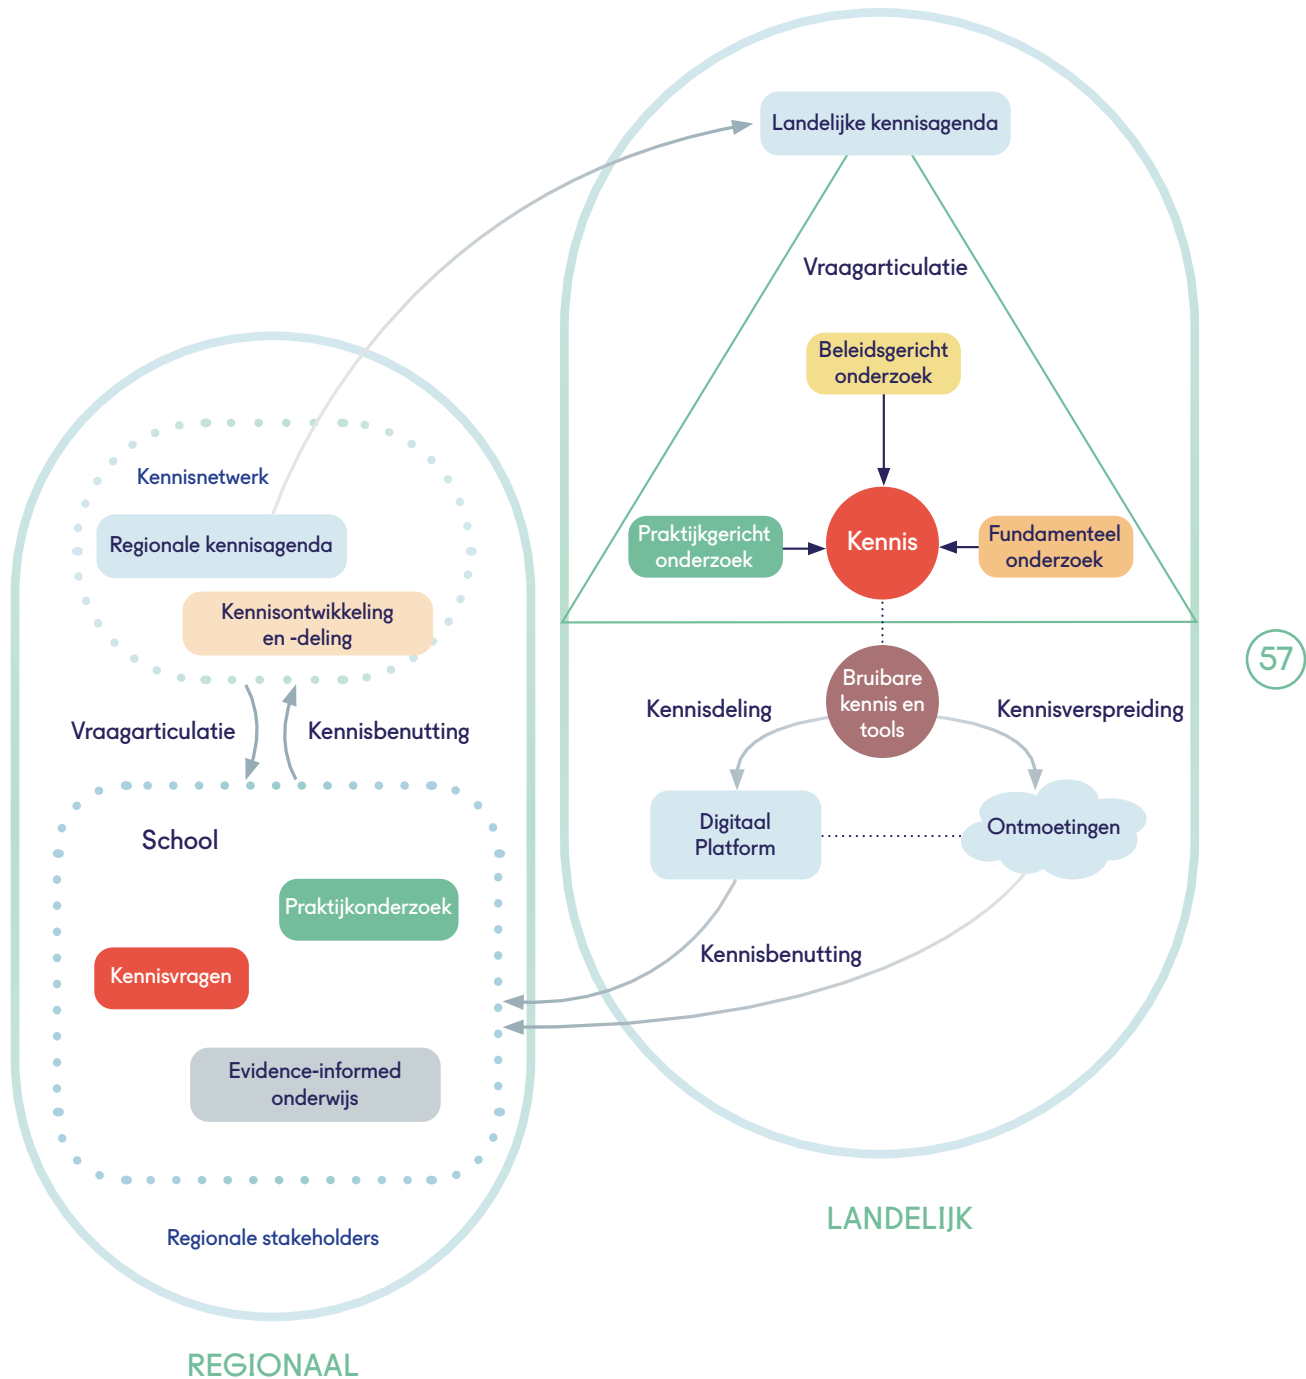 Landelijke kennisagenda
Vraagarticulatie
Beleidsgericht
onderzoek
Praktijkgericht
onderzoek
Kennis
Fundamenteel
onderzoek
Bruibare
kennis en
tools
Kennisdeling
Kennisverspreiding
Digitaal
Platform
Ontmoetingen
Kennisbenutting
LANDELIJK
Kennisnetwerk
Regionale kennisagenda
Kennisontwikkeling
en -deling
Vraagarticulatie
Kennisbenutting
School
Praktijkonderzoek
Kennisvragen
Evidence-informed
onderwijs
Regionale stakeholders
REGIONAAL
57